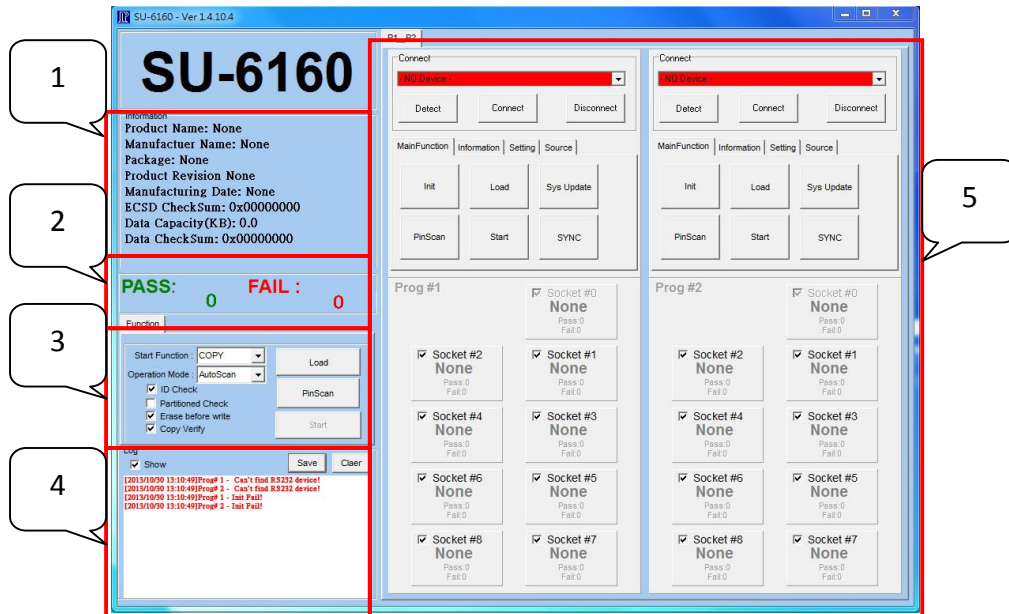 SU-6160 - Ver 1.4.10.4
1
SU-6160
Information
Product Name: None
Manufactuer Name: None
Package: None
Product Revision None
Manufacturing Date: None
ECSD CheckSum: 0x00000000
Data Capacity(KB): 0.0
Data CheckSum: 0x00000000
2
PASS: 0 FAIL : 0
3
Function
Start Function : COPY
Load
Operation Mode : AutoScan
ID Check
PinScan
Partitioned Check
Erase before write
Copy Verify
Start
4
Log
Show Save Claer
[2013/10/30 13:10:49]Prog# 1 - Can't find RS232 device!
[2013/10/30 13:10:49]Prog# 2 - Can't find RS232 device!
[2013/10/30 13:10:49]Prog# 1 - Init Fail!
[2013/10/30 13:10:49]Prog# 2 - Init Fail!
5
P1_P2
Connect
- NO Device -
Detect Connect Disconnect
MainFunction Information Setting Source
Init Load Sys Update
PinScan Start SYNC
Prog #1
Socket #0
None
Pass:0
Fail:0
Socket #2
None
Pass:0
Fail:0
Socket #1
None
Pass:0
Fail:0
Socket #4
None
Pass:0
Fail:0
Socket #3
None
Pass:0
Fail:0
Socket #6
None
Pass:0
Fail:0
Socket #5
None
Pass:0
Fail:0
Socket #8
None
Pass:0
Fail:0
Socket #7
None
Pass:0
Fail:0
Connect
- NO Device -
Detect Connect Disconnect
MainFunction Information Setting Source
Init Load Sys Update
PinScan Start SYNC
Prog #2
Socket #0
None
Pass:0
Fail:0
Socket #2
None
Pass:0
Fail:0
Socket #1
None
Pass:0
Fail:0
Socket #4
None
Pass:0
Fail:0
Socket #3
None
Pass:0
Fail:0
Socket #6
None
Pass:0
Fail:0
Socket #5
None
Pass:0
Fail:0
Socket #8
None
Pass:0
Fail:0
Socket #7
None
Pass:0
Fail:0